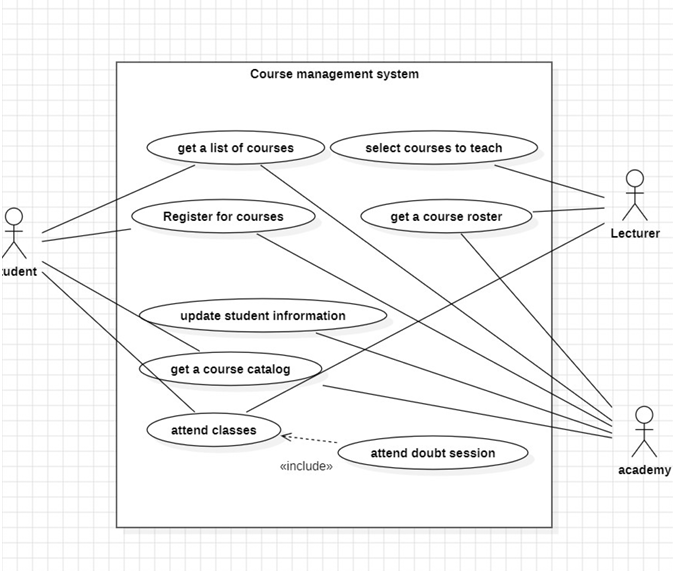 Course management system
get a list of courses
select courses to teach
Register for courses
get a course roster
Lecturer
tudent
update student infrormation
get a course catalog
attend classes
attend doubt session
«include»
academy